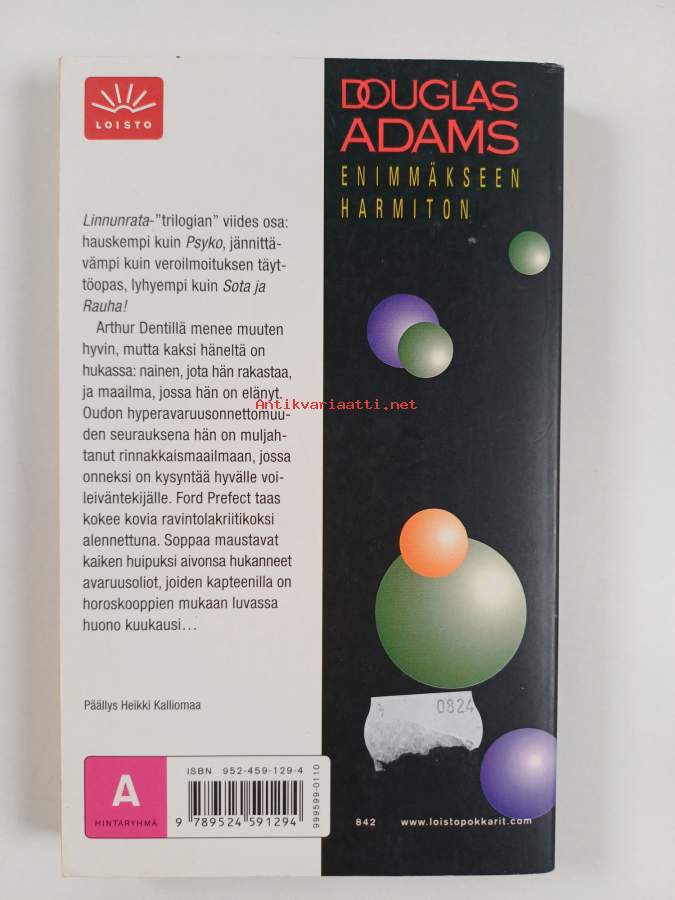 LOISTO
DOUGLAS
ADAMS
ENIMMÄKSEEN
HARMITON
Linnunrata-"trilogian" viides osa:
hauskempi kuin Psyko, jännittä-
vämpi kuin veroilmoituksen täyt-
töopas, lyhyempi kuin Sota ja
Rauha!
Arthur Dentillä menee muuten
hyvin, mutta kaksi häneltä on
hukassa: nainen, jota hän rakastaa,
ja maailma, jossa hän on elänyt.
Oudon hyperavaruusonnettomuu-
den seurauksena hän on muljah-
tanut rinnakkaismaailmaan, jossa
onneksi on kysyntää hyvälle voi-
leiväntekijälle. Ford Prefect taas
kokee kovia ravintolakriitikoksi
alennettuna. Soppaa maustavat
kaiken huipuksi aivonsa hukanneet
avaruusoliot, joiden kapteenilla on
horoskooppien mukaan luvassa
huono kuukausi...
Antikvariaatti.net
Päällys Heikki Kalliomaa
0824
A
HINTARYHMÄ
ISBN 952-459-129-4
9 789524 591294
999599-0110
842 www.loistopokkarit.com